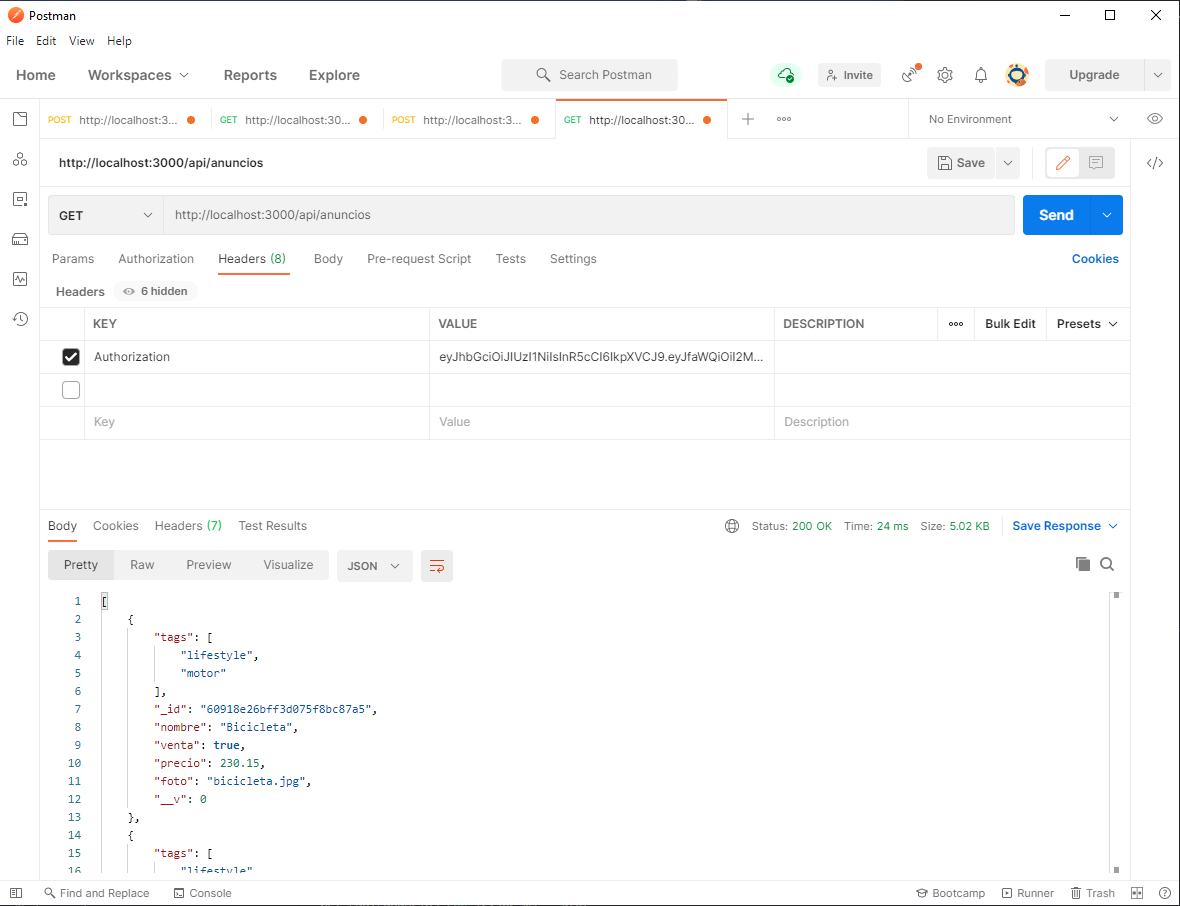 Postman
File Edit View Help
Home Workspaces Reports Explore Search Postman Invite Upgrade
POST http://localhost:3... GET http://localhost:30... POST http://localhost:3... GET http://localhost:30... No Environment
http://localhost:3000/api/anuncios Save
GET http://localhost:3000/api/anuncios Send
Params Authorization Headers (8) Body Pre-request Script Tests Settings Cookies
Headers 6 hidden
KEY VALUE DESCRIPTION Bulk Edit Presets
Authorization eyJhbGciOiJIUzI1NiIsInR5cCI6IkpXVCJ9.eyJfaWQiOiI2M...
Key Value Description
Body Cookies Headers (7) Test Results Status: 200 OK Time: 24 ms Size: 5.02 KB Save Response
Pretty Raw Preview Visualize JSON
1 [
2 {
3 "tags": [
4 "lifestyle",
5 "motor"
6 ],
7 "_id": "60918e26bff3d075f8bc87a5",
8 "nombre": "Bicicleta",
9 "venta": true,
10 "precio": 230.15,
11 "foto": "bicicleta.jpg",
12 "__v": 0
13 },
14 {
15 "tags": [
16 "lifestyle"
Find and Replace Console Bootcamp Runner Trash